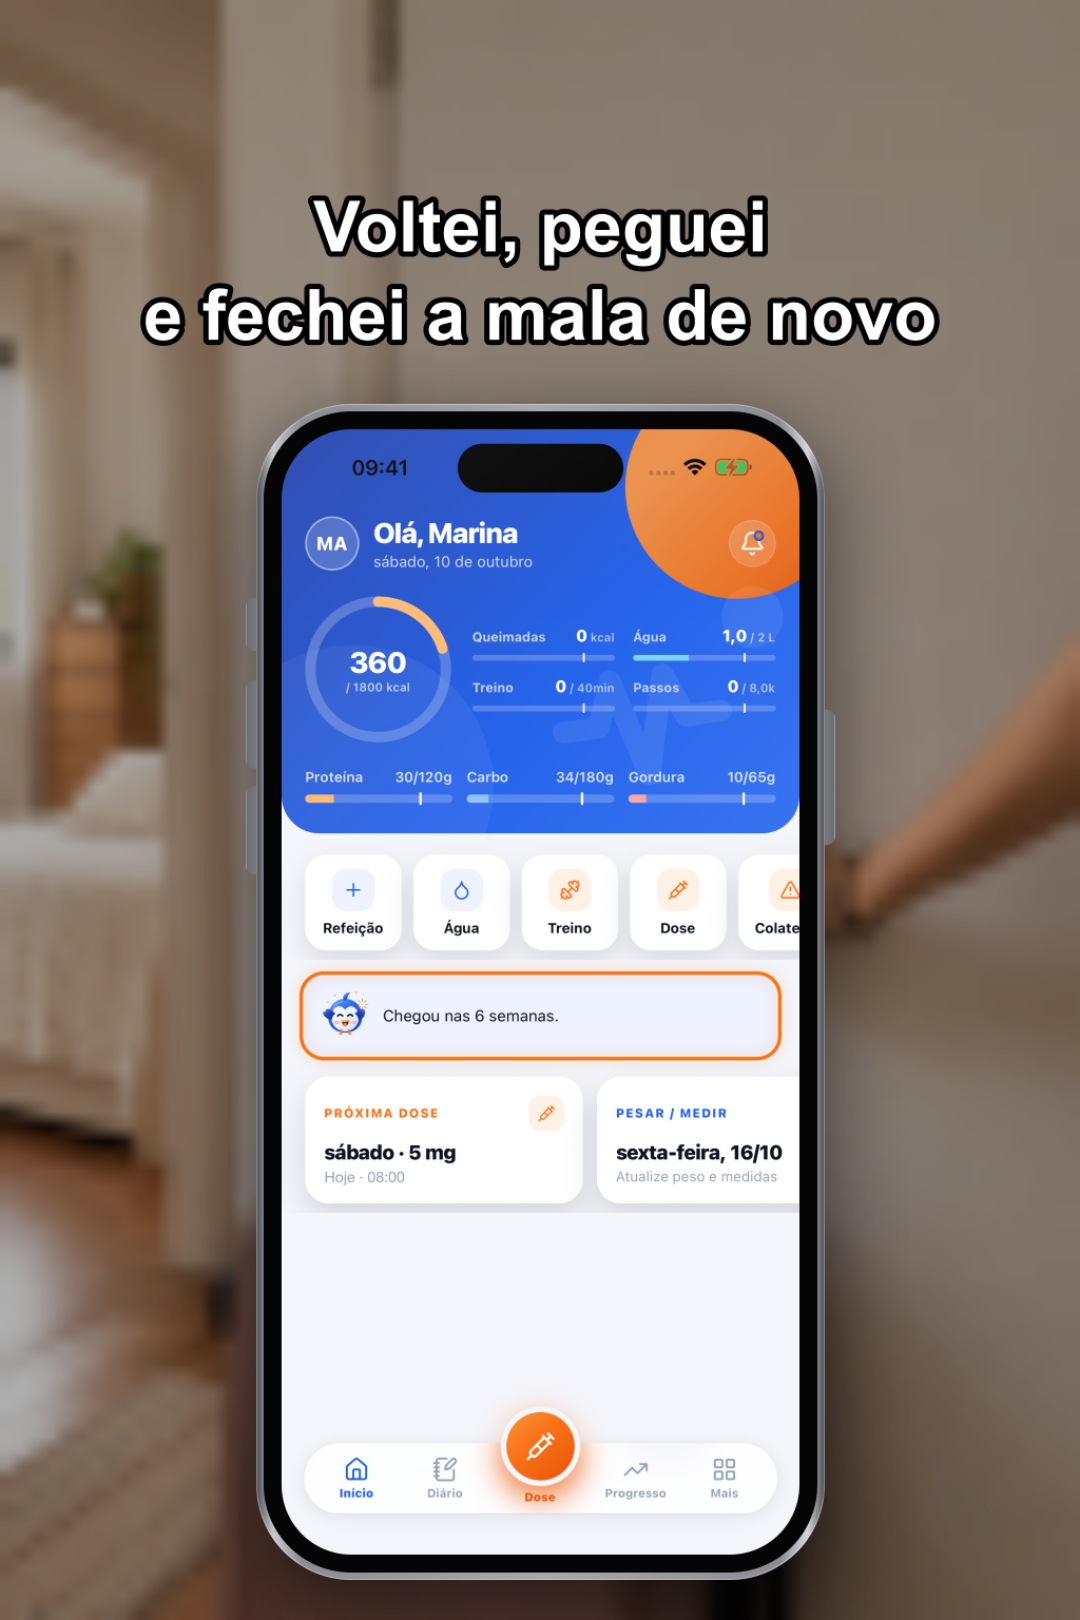 Voltei, peguei
e fechei a mala de novo
09:41
MA
Olá, Marina
sábado, 10 de outubro
360
/ 1800 kcal
Queimadas 0 kcal
Água 1,0 / 2 L
Treino 0 / 40min
Passos 0 / 8,0k
Proteína 30/120g
Carbo 34/180g
Gordura 10/65g
Refeição
Água
Treino
Dose
Colate
Chegou nas 6 semanas.
PRÓXIMA DOSE
sábado · 5 mg
Hoje · 08:00
PESAR / MEDIR
sexta-feira, 16/10
Atualize peso e medidas
Início
Diário
Dose
Progresso
Mais